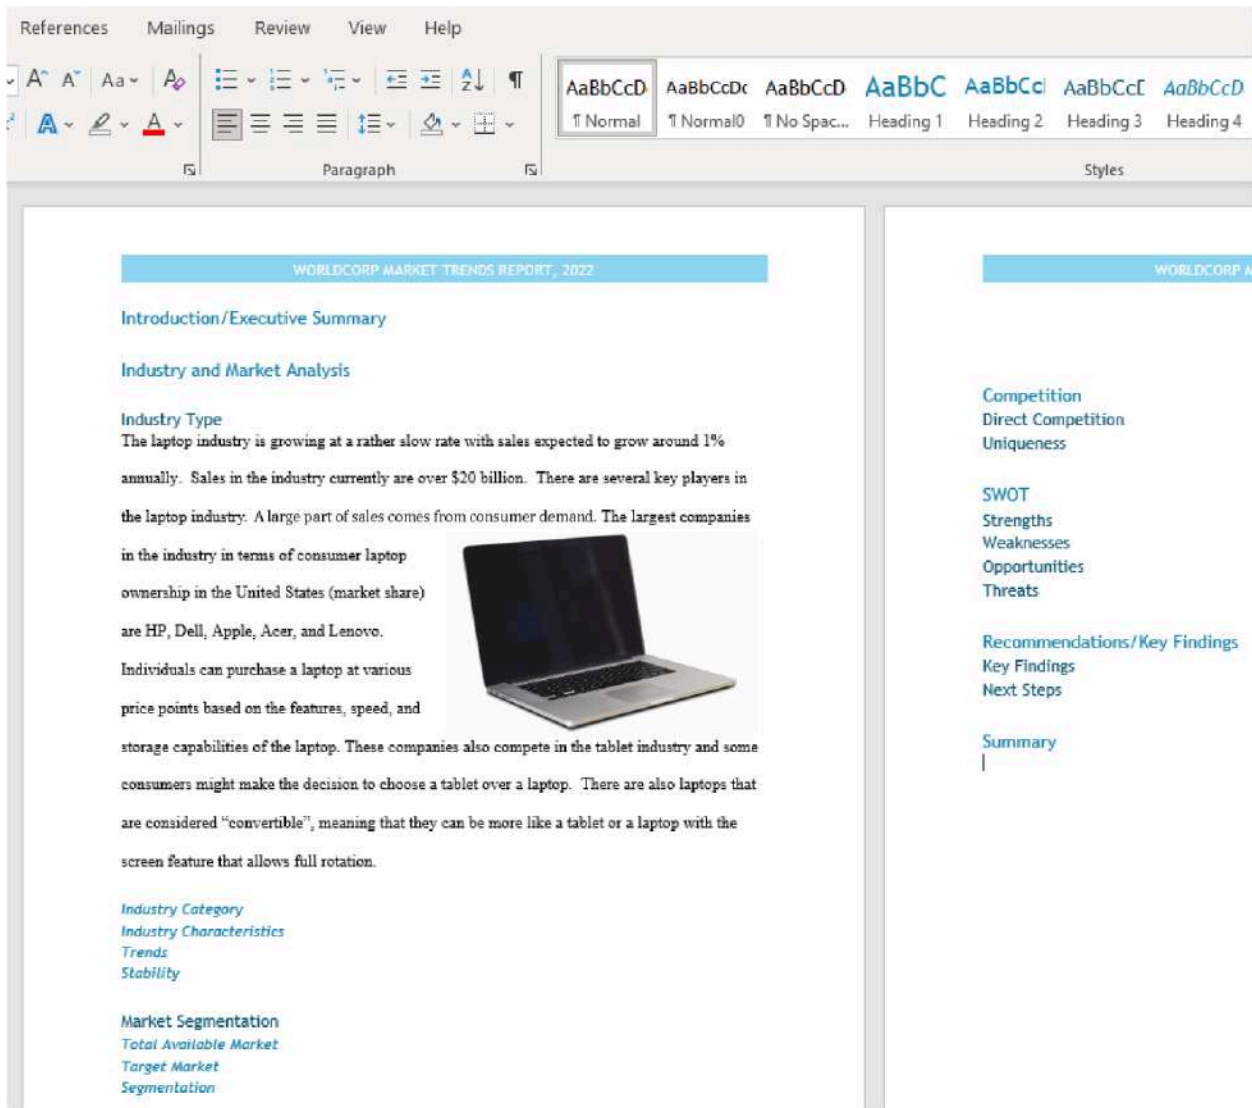 References Mailings Review View Help
Aa
AaBbCcD AaBbCcDc AaBbCcD AaBbC AaBbCcl AaBbCcE AaBbCcD
¶ Normal ¶ Normal0 ¶ No Spac... Heading 1 Heading 2 Heading 3 Heading 4
Paragraph Styles
WORLDCORP MARKET TRENDS REPORT, 2022
Introduction/Executive Summary
Industry and Market Analysis
Industry Type
The laptop industry is growing at a rather slow rate with sales expected to grow around 1%
annually. Sales in the industry currently are over $20 billion. There are several key players in
the laptop industry. A large part of sales comes from consumer demand. The largest companies
in the industry in terms of consumer laptop
ownership in the United States (market share)
are HP, Dell, Apple, Acer, and Lenovo.
Individuals can purchase a laptop at various
price points based on the features, speed, and
storage capabilities of the laptop. These companies also compete in the tablet industry and some
consumers might make the decision to choose a tablet over a laptop. There are also laptops that
are considered “convertible”, meaning that they can be more like a tablet or a laptop with the
screen feature that allows full rotation.
Industry Category
Industry Characteristics
Trends
Stability
Market Segmentation
Total Available Market
Target Market
Segmentation
WORLDCORP
Competition
Direct Competition
Uniqueness
SWOT
Strengths
Weaknesses
Opportunities
Threats
Recommendations/Key Findings
Key Findings
Next Steps
Summary